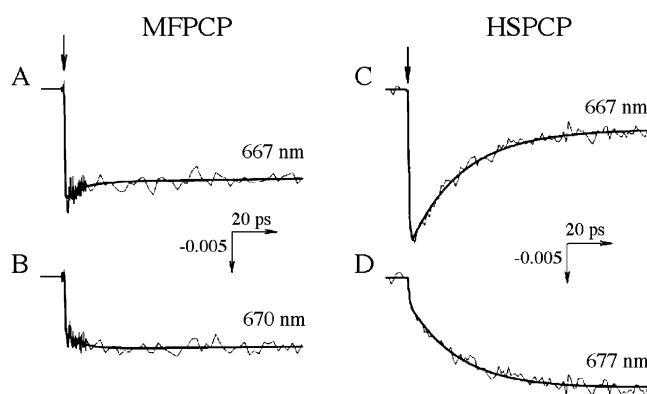 MFPCP
HSPCP
A
C
667 nm
667 nm
20 ps
-0.005
20 ps
-0.005
B
D
670 nm
677 nm